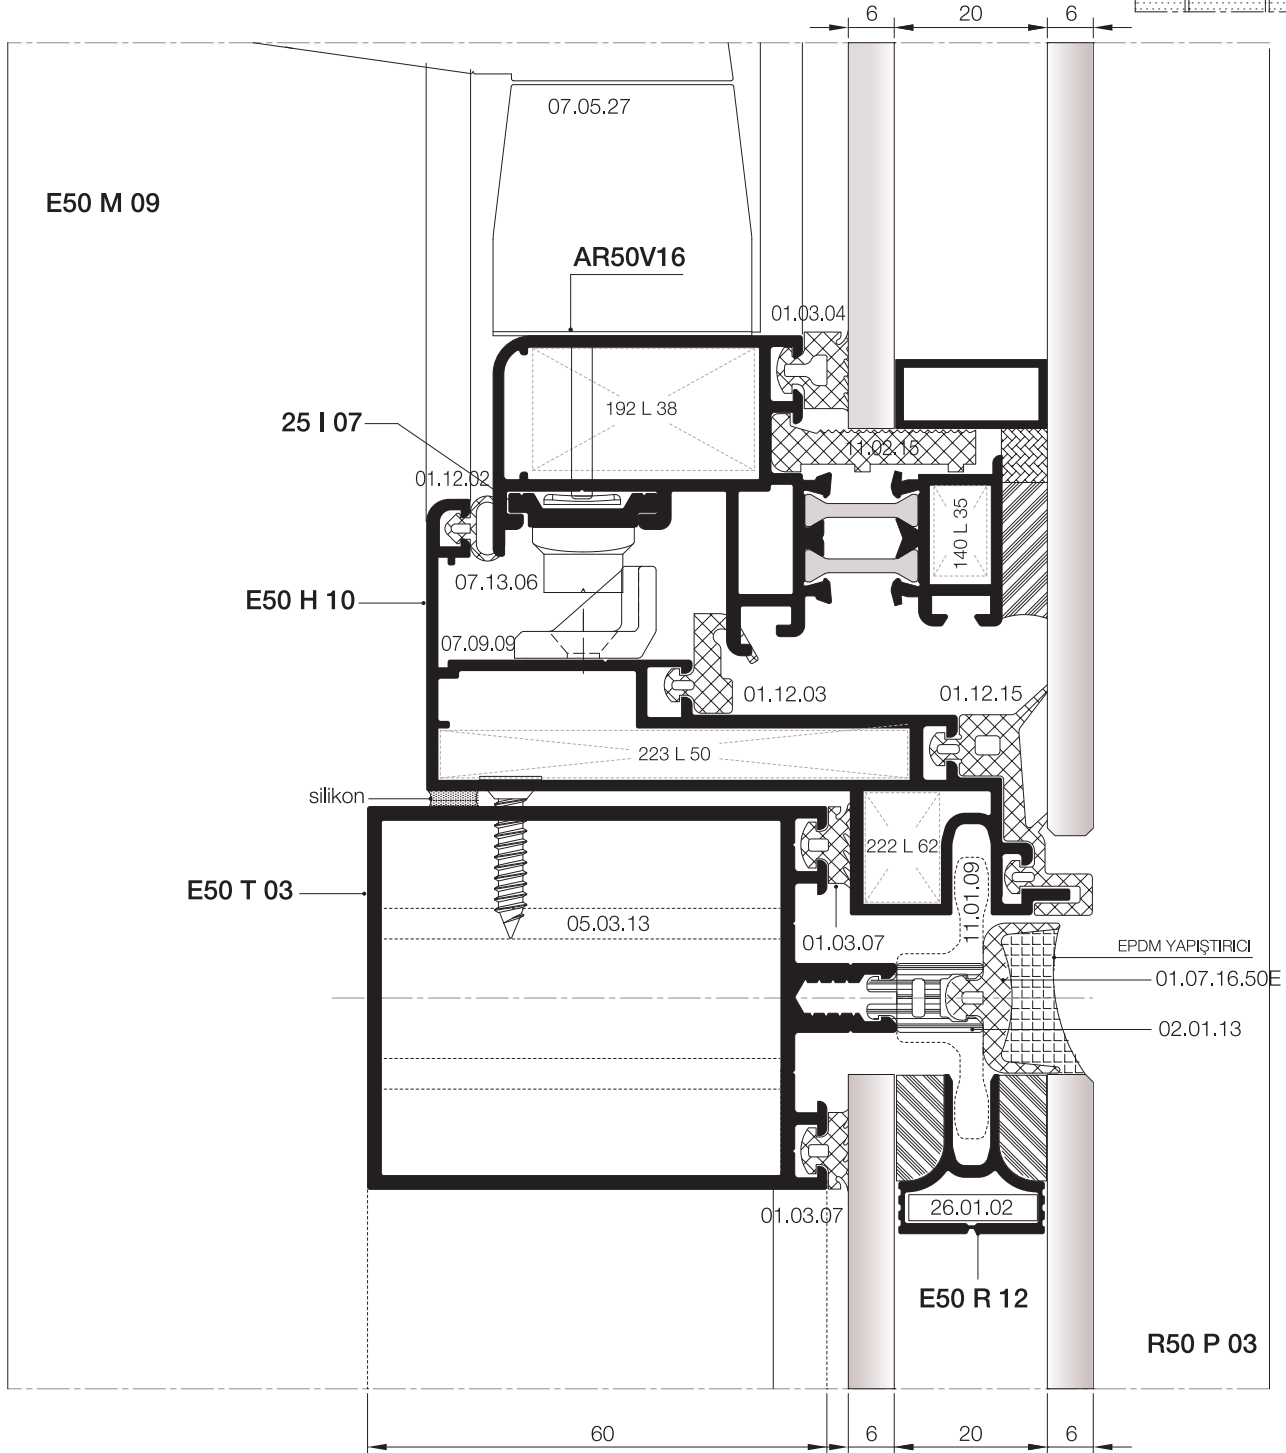 6 20 6
07.05.27
E50 M 09
AR50V16
01.03.04
192 L 38
25 I 07
11.02.15
01.12.02
140 L 35
07.13.06
E50 H 10
07.09.09
01.12.03
01.12.15
223 L 50
silikon
222 L 62
E50 T 03
11.01.09
05.03.13
01.03.07
EPDM YAPIŞTIRICI
01.07.16.50E
02.01.13
26.01.02
01.03.07
E50 R 12
R50 P 03
60 6 20 6